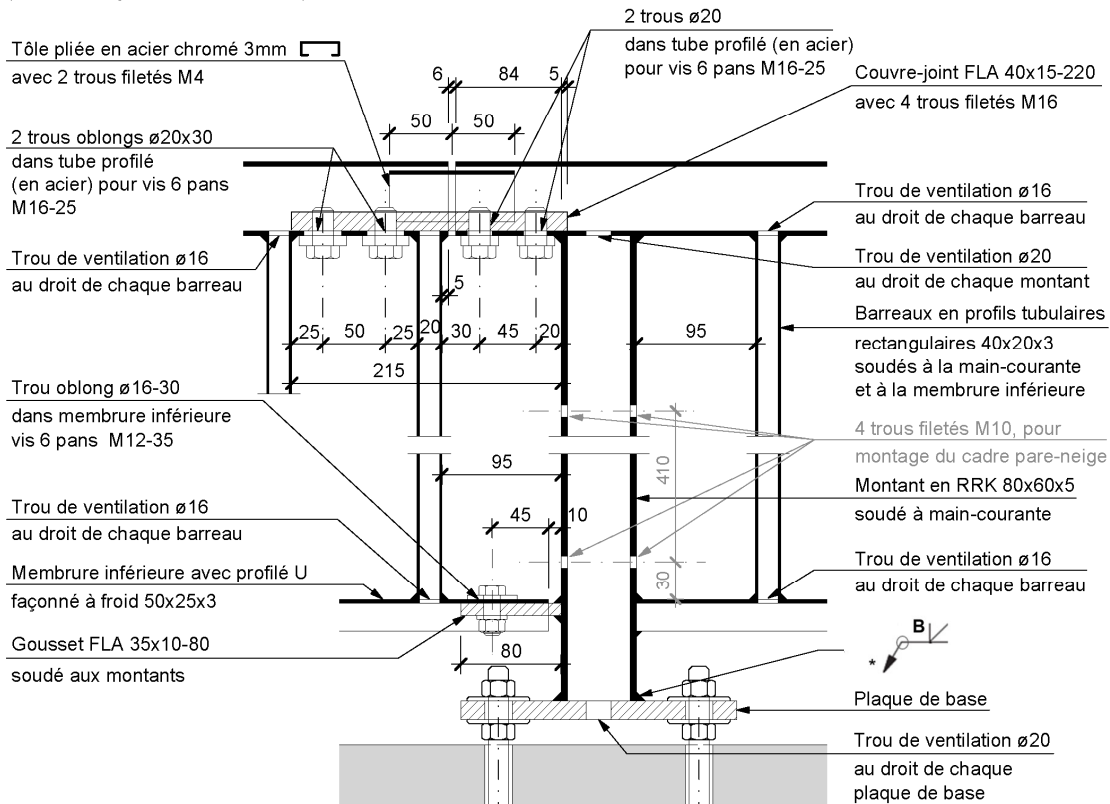 Tôle pliée en acier chromé 3mm
avec 2 trous filetés M4
2 trous oblongs ø20x30
dans tube profilé
(en acier) pour vis 6 pans
M16-25
Trou de ventilation ø16
au droit de chaque barreau
Trou oblong ø16-30
dans membrure inférieure
vis 6 pans M12-35
Trou de ventilation ø16
au droit de chaque barreau
Membrure inférieure avec profilé U
façonné à froid 50x25x3
Gousset FLA 35x10-80
soudé aux montants
2 trous ø20
dans tube profilé (en acier)
pour vis 6 pans M16-25
6 84 5
50 50
5
25 50 25 20 30 45 20
95
215
95
45 10
80
410
30
Couvre-joint FLA 40x15-220
avec 4 trous filetés M16
Trou de ventilation ø16
au droit de chaque barreau
Trou de ventilation ø20
au droit de chaque montant
Barreaux en profils tubulaires
rectangulaires 40x20x3
soudés à la main-courante
et à la membrure inférieure
4 trous filetés M10, pour
montage du cadre pare-neige
Montant en RRK 80x60x5
soudé à main-courante
Trou de ventilation ø16
au droit de chaque barreau
B
*
Plaque de base
Trou de ventilation ø20
au droit de chaque
plaque de base